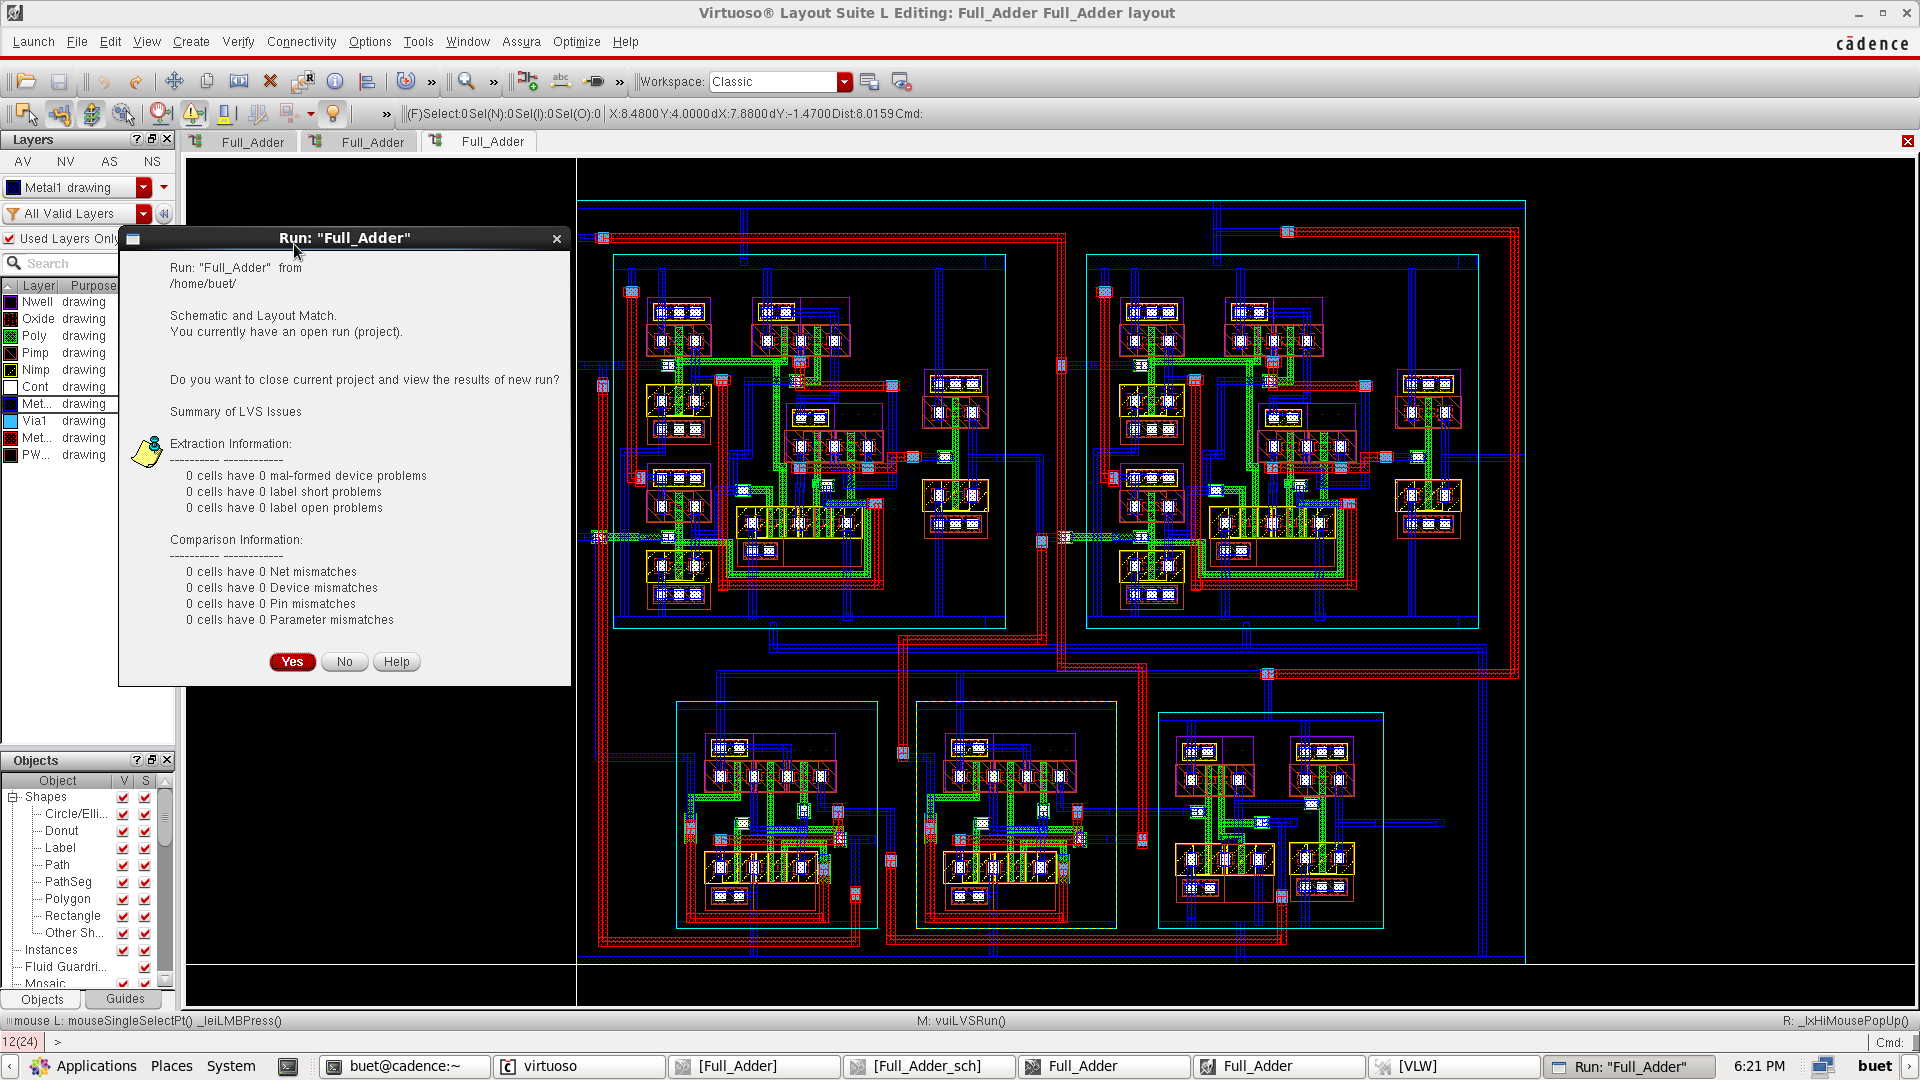 Virtuoso® Layout Suite L Editing: Full_Adder Full_Adder layout
Launch File Edit View Create Verify Connectivity Options Tools Window Assura Optimize Help
cādence
» » » Workspace: Classic
abc
» (F)Select:0 Sel(N):0 Sel(I):0 Sel(O):0 X:8.4800 Y:4.0000 dX:7.8800 dY:-1.4700 Dist:8.0159 Cmd:
Layers
Full_Adder Full_Adder Full_Adder
AV NV AS NS
Metal1 drawing
All Valid Layers
Used Layers Only
Search
Layer Purpose
Nwell drawing
Oxide drawing
Poly drawing
Pimp drawing
Nimp drawing
Cont drawing
Met... drawing
Via1 drawing
Met... drawing
PW... drawing
Run: "Full_Adder"
Run: "Full_Adder" from
/home/buet/
Schematic and Layout Match.
You currently have an open run (project).
Do you want to close current project and view the results of new run?
Summary of LVS Issues
Extraction Information:
---------- ------------
0 cells have 0 mal-formed device problems
0 cells have 0 label short problems
0 cells have 0 label open problems
Comparison Information:
---------- ------------
0 cells have 0 Net mismatches
0 cells have 0 Device mismatches
0 cells have 0 Pin mismatches
0 cells have 0 Parameter mismatches
Yes No Help
Objects
Object V S
Shapes
Circle/Elli...
Donut
Label
Path
PathSeg
Polygon
Rectangle
Other Sh...
Instances
Fluid Guardri...
Mosaic
Objects Guides
mouse L: mouseSingleSelectPt() _leiLMBPress() M: vuiLVSRun() R: _lxHiMousePopUp()
12(24) > Cmd:
Applications Places System buet@cadence:~ virtuoso [Full_Adder] [Full_Adder_sch] Full_Adder Full_Adder [VLW] Run: "Full_Adder" 6:21 PM buet